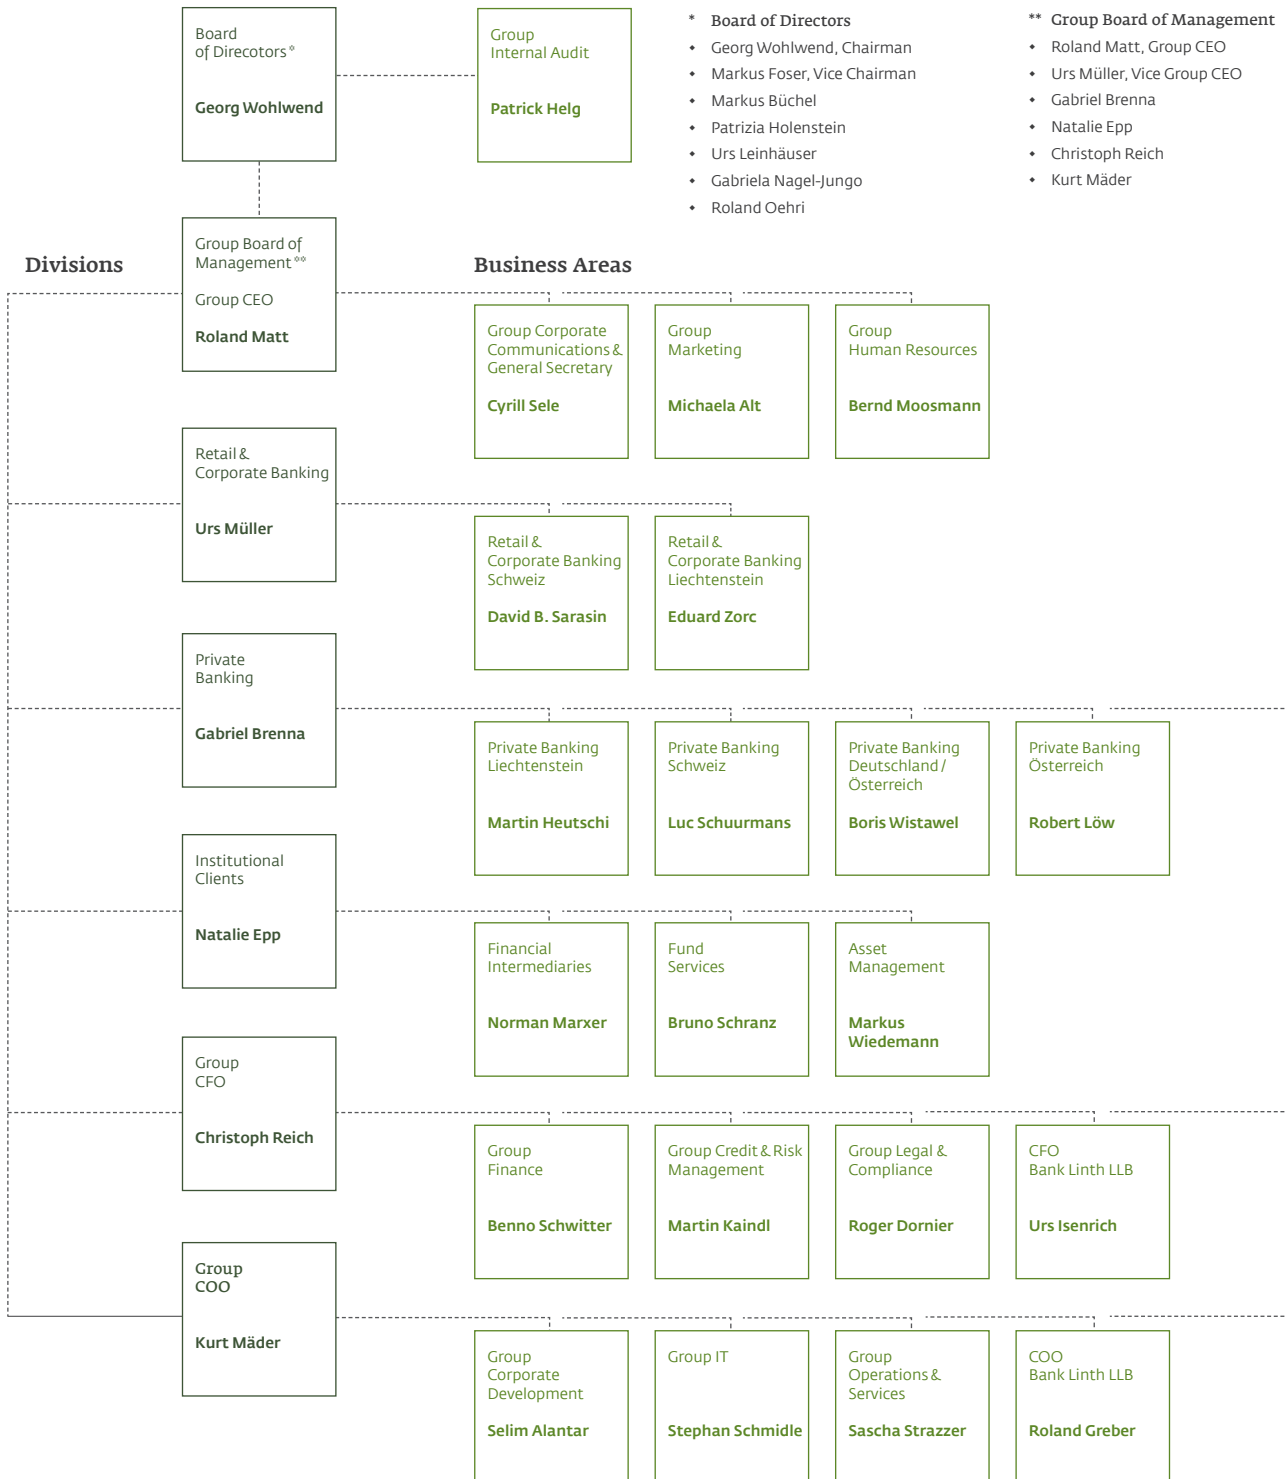 Board
of Direcotors *
Georg Wohlwend
Group
Internal Audit
Patrick Helg
* Board of Directors
• Georg Wohlwend, Chairman
• Markus Foser, Vice Chairman
• Markus Büchel
• Patrizia Holenstein
• Urs Leinhäuser
• Gabriela Nagel-Jungo
• Roland Oehri
** Group Board of Management
• Roland Matt, Group CEO
• Urs Müller, Vice Group CEO
• Gabriel Brenna
• Natalie Epp
• Christoph Reich
• Kurt Mäder
Divisions
Business Areas
Group Board of
Management **
Group CEO
Roland Matt
Group Corporate
Communications &
General Secretary
Cyrill Sele
Group
Marketing
Michaela Alt
Group
Human Resources
Bernd Moosmann
Retail &
Corporate Banking
Urs Müller
Retail &
Corporate Banking
Schweiz
David B. Sarasin
Retail &
Corporate Banking
Liechtenstein
Eduard Zorc
Private
Banking
Gabriel Brenna
Private Banking
Liechtenstein
Martin Heutschi
Private Banking
Schweiz
Luc Schuurmans
Private Banking
Deutschland /
Österreich
Boris Wistawel
Private Banking
Österreich
Robert Löw
Institutional
Clients
Natalie Epp
Financial
Intermediaries
Norman Marxer
Fund
Services
Bruno Schranz
Asset
Management
Markus
Wiedemann
Group
CFO
Christoph Reich
Group
Finance
Benno Schwitter
Group Credit & Risk
Management
Martin Kaindl
Group Legal &
Compliance
Roger Dornier
CFO
Bank Linth LLB
Urs Isenrich
Group
COO
Kurt Mäder
Group
Corporate
Development
Selim Alantar
Group IT
Stephan Schmidle
Group
Operations &
Services
Sascha Strazzer
COO
Bank Linth LLB
Roland Greber